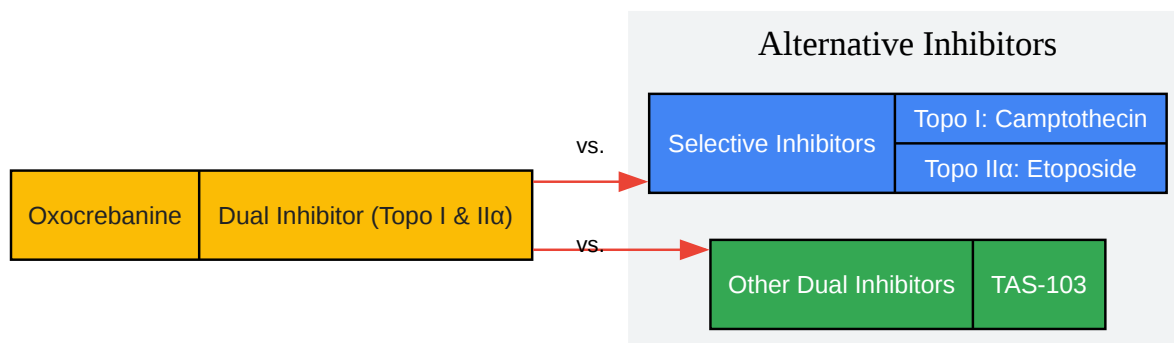 Alternative Inhibitors
Selective Inhibitors
Topo I: Camptothecin
Topo IIα: Etoposide
vs.
Oxocrebanine
Dual Inhibitor (Topo I & IIα)
vs.
Other Dual Inhibitors
TAS-103